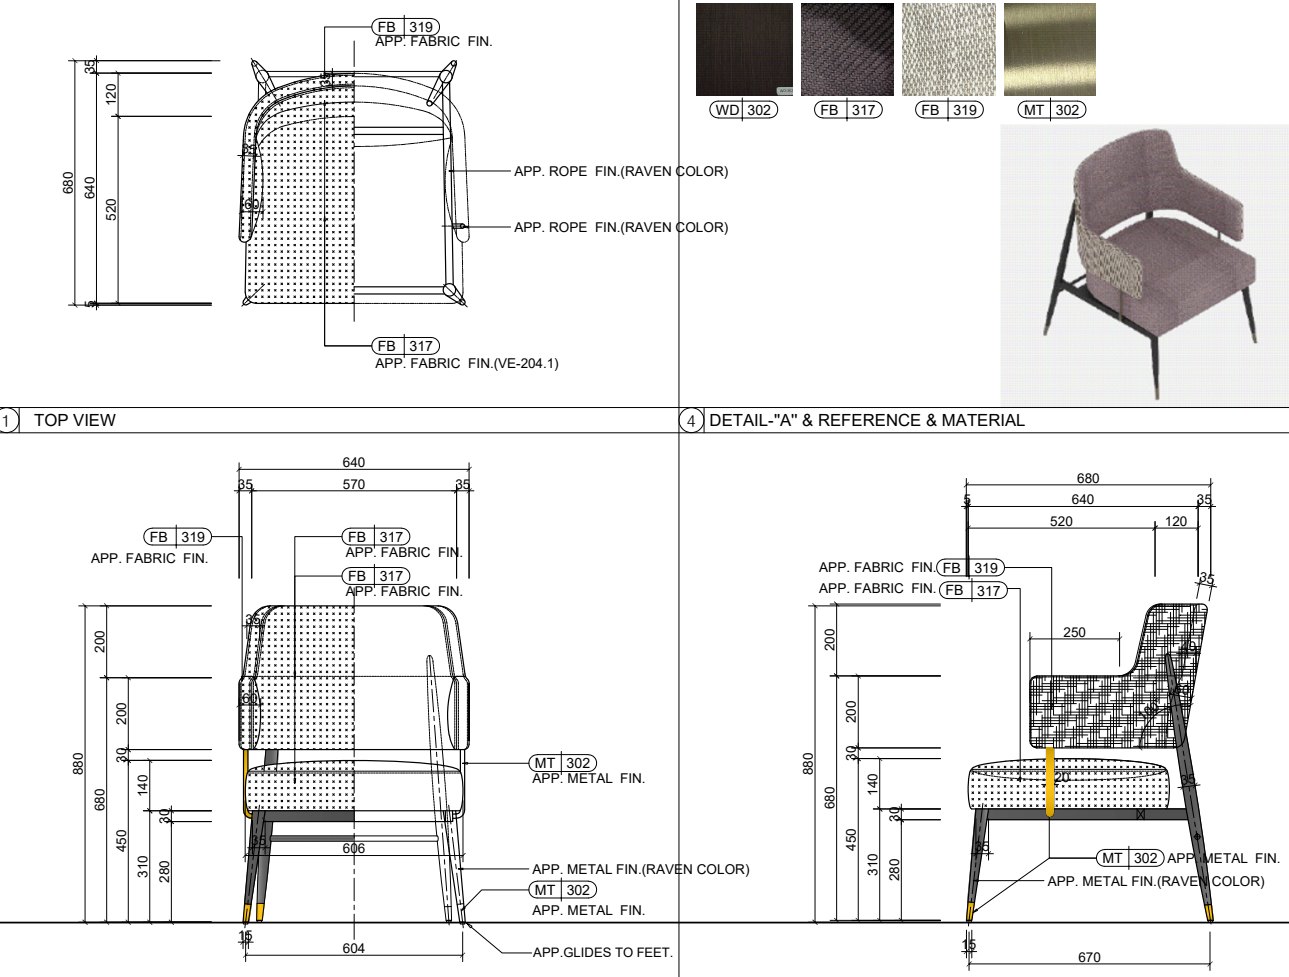 FB 319
APP. FABRIC FIN.
35
120
680
640
520
60
5
APP. ROPE FIN.(RAVEN COLOR)
APP. ROPE FIN.(RAVEN COLOR)
FB 317
APP. FABRIC FIN.(VE-204.1)
1 TOP VIEW
WD 302
FB 317
FB 319
MT 302
4 DETAIL-"A" & REFERENCE & MATERIAL
640
35 570 35
FB 319
APP. FABRIC FIN.
FB 317
APP. FABRIC FIN.
FB 317
APP. FABRIC FIN.
35
200
60
200
30
880
680
140
30
450
310
280
35
606
MT 302
APP. METAL FIN.
APP. METAL FIN.(RAVEN COLOR)
MT 302
APP. METAL FIN.
15
604
APP.GLIDES TO FEET.
680
5 640 35
520 120
APP. FABRIC FIN. FB 319
APP. FABRIC FIN. FB 317
35
250
200
200
30
880
680
140
30
450
310
280
20
35
MT 302 APP. METAL FIN.
APP. METAL FIN.(RAVEN COLOR)
15
670